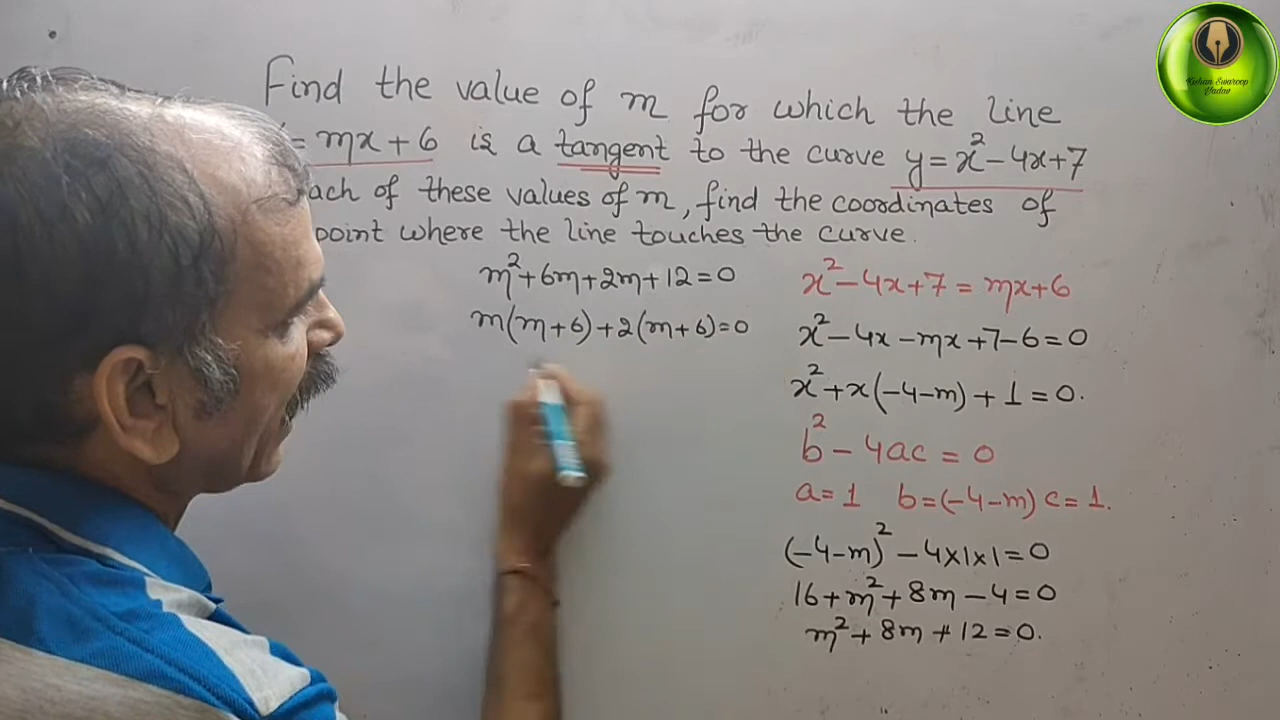 Find the value of m for which the line
= mx + 6 is a tangent to the curve y = x² - 4x + 7
ach of these values of m, find the coordinates of
point where the line touches the curve.
m² + 6m + 2m + 12 = 0
m(m + 6) + 2(m + 6) = 0
x² - 4x + 7 = mx + 6
x² - 4x - mx + 7 - 6 = 0
x² + x(-4 - m) + 1 = 0.
b² - 4ac = 0
a = 1 b = (-4 - m) c = 1.
(-4 - m)² - 4 × 1 × 1 = 0
16 + m² + 8m - 4 = 0
m² + 8m + 12 = 0.
Kishan Swaroop
Yadav